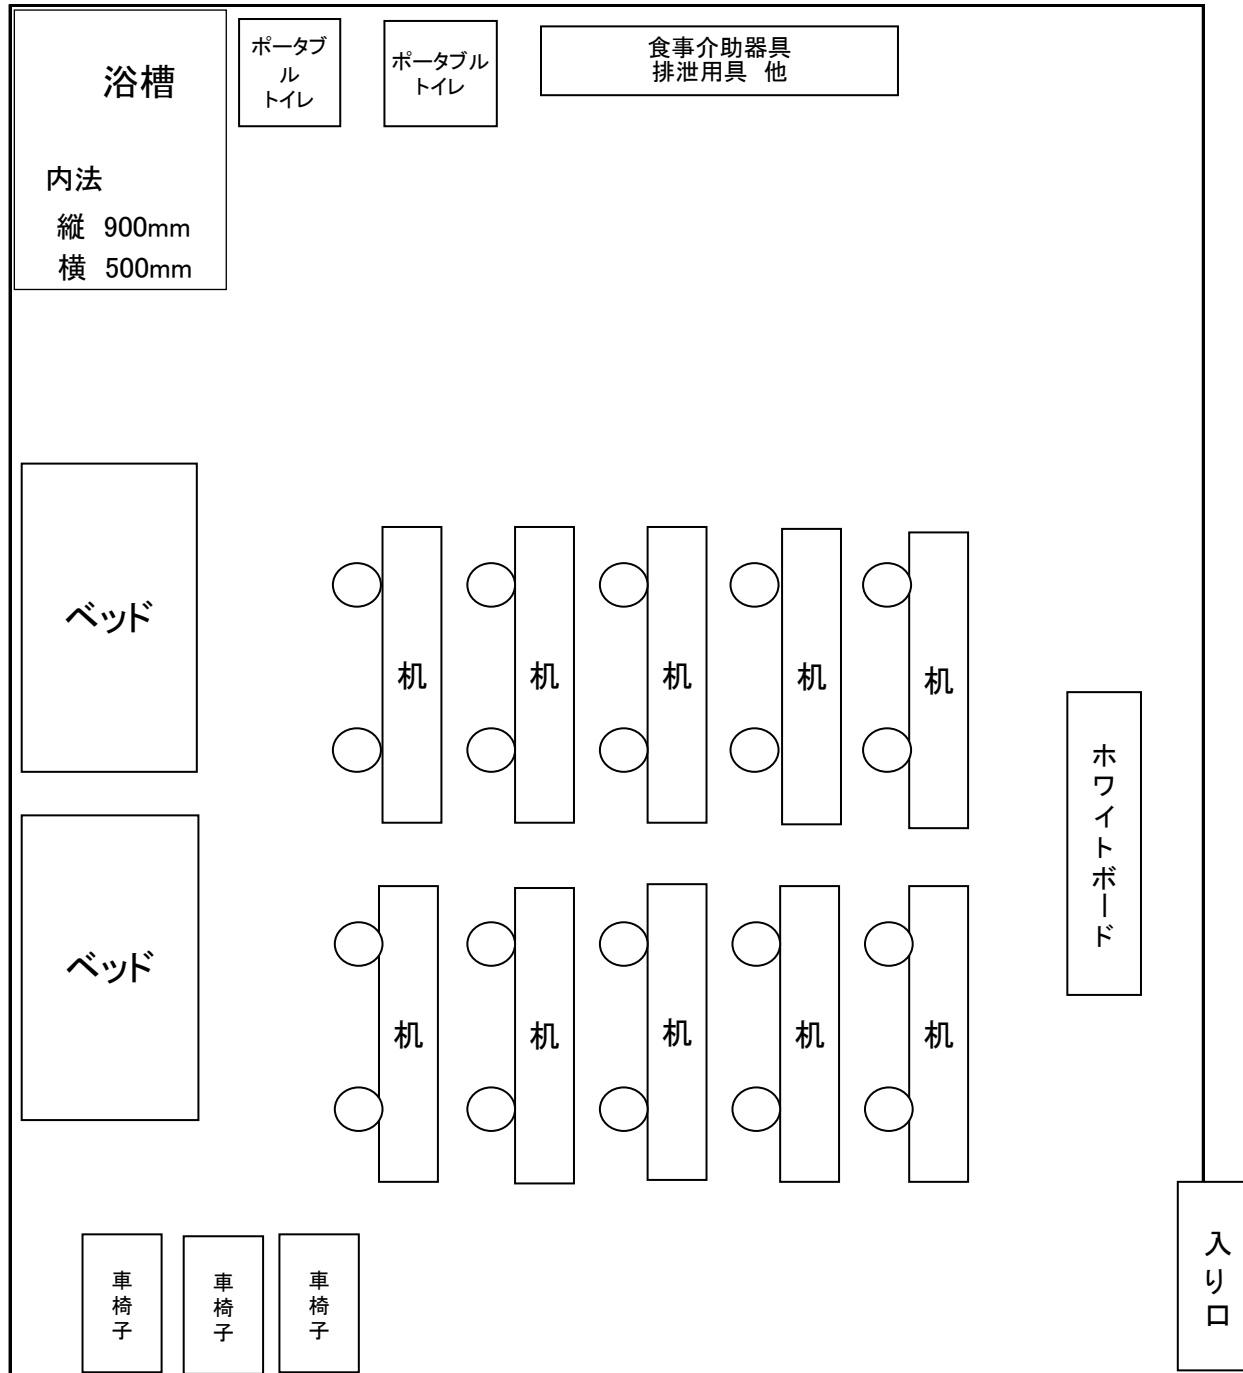 浴槽
内法
縦 900mm
横 500mm
ポータブ
ル
トイレ
ポータブル
トイレ
食事介助器具
排泄用具 他
ベッド
机
机
机
机
机
ホワイトボード
ベッド
机
机
机
机
机
車椅子
車椅子
車椅子
入り口